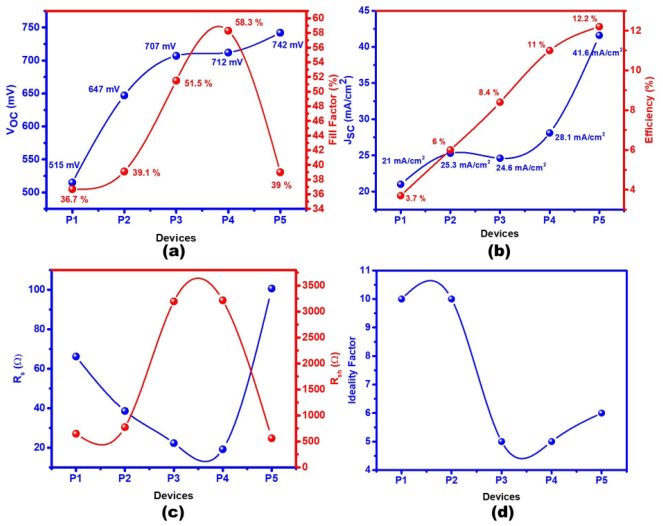 750
700
650
600
550
500
V_OC (mV)
515 mV
647 mV
707 mV
712 mV
742 mV
36.7 %
39.1 %
51.5 %
58.3 %
39 %
60
58
56
54
52
50
48
46
44
42
40
38
36
34
Fill Factor (%)
P1 P2 P3 P4 P5
Devices
(a)
45
40
35
30
25
20
J_SC (mA/cm²)
21 mA/cm²
25.3 mA/cm²
24.6 mA/cm²
28.1 mA/cm²
41.6 mA/cm²
3.7 %
6 %
8.4 %
11 %
12.2 %
12
10
8
6
4
Efficiency (%)
P1 P2 P3 P4 P5
Devices
(b)
100
80
60
40
20
R_s (Ω)
3500
3000
2500
2000
1500
1000
500
0
R_sh (Ω)
P1 P2 P3 P4 P5
Devices
(c)
11
10
9
8
7
6
5
4
Ideality Factor
P1 P2 P3 P4 P5
Devices
(d)